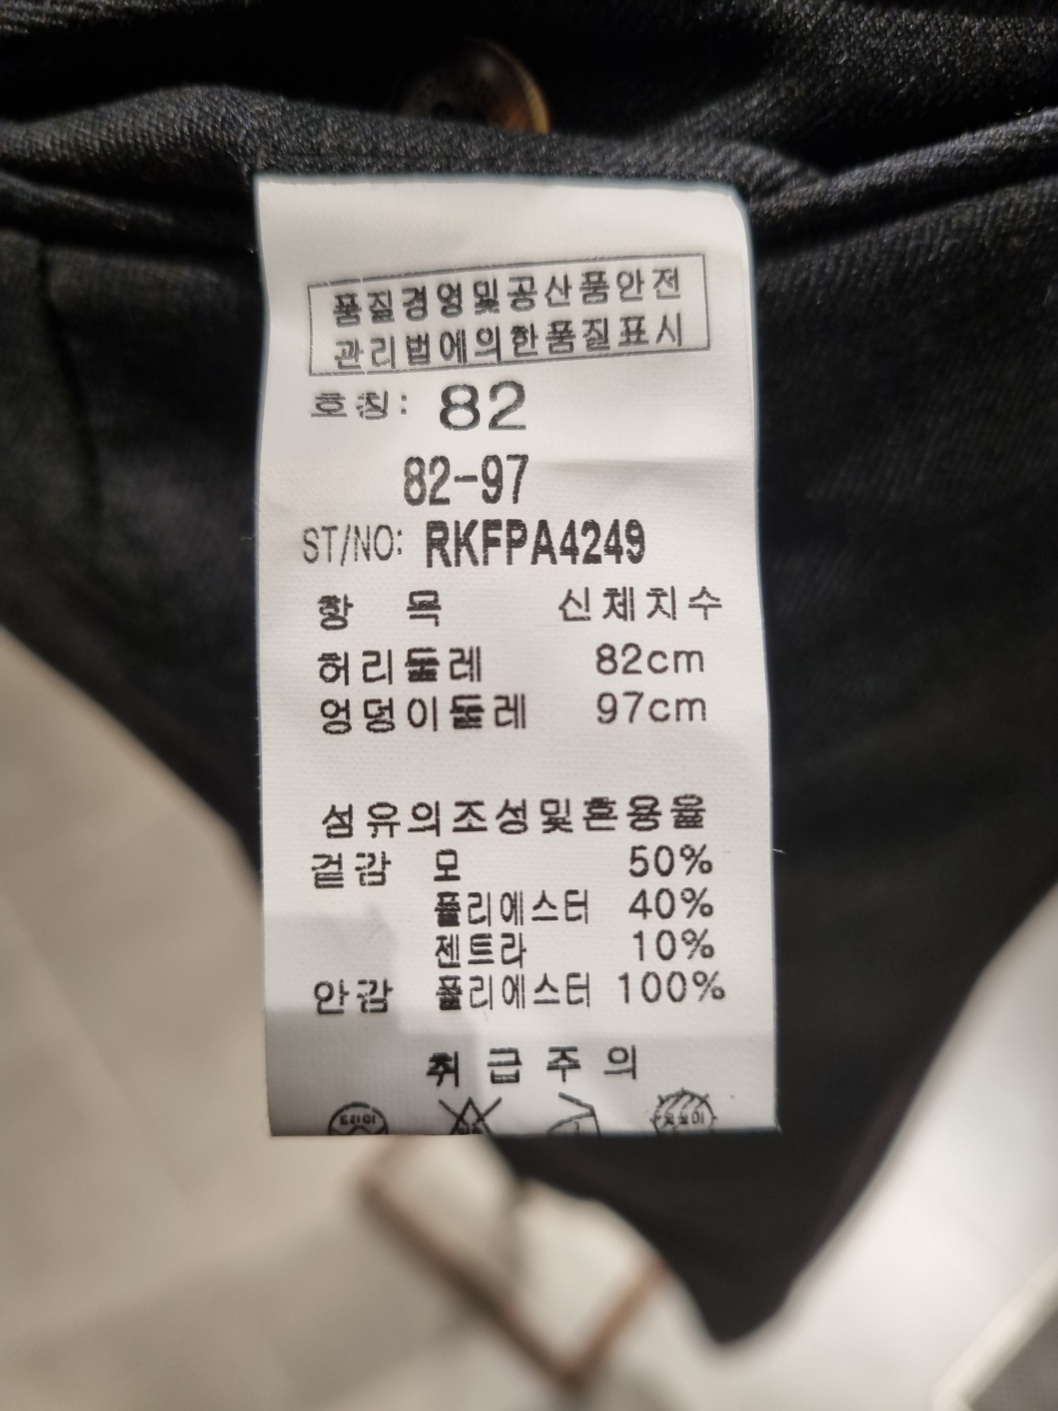 품질경영및공산품안전
관리법에의한품질표시
호칭: 82
82-97
ST/NO: RKFPA4249
항 목 신체치수
허리둘레 82cm
엉덩이둘레 97cm
섬유의조성및혼용율
겉감 모 50%
폴리에스터 40%
젠트라 10%
안감 폴리에스터 100%
취급주의
드라이